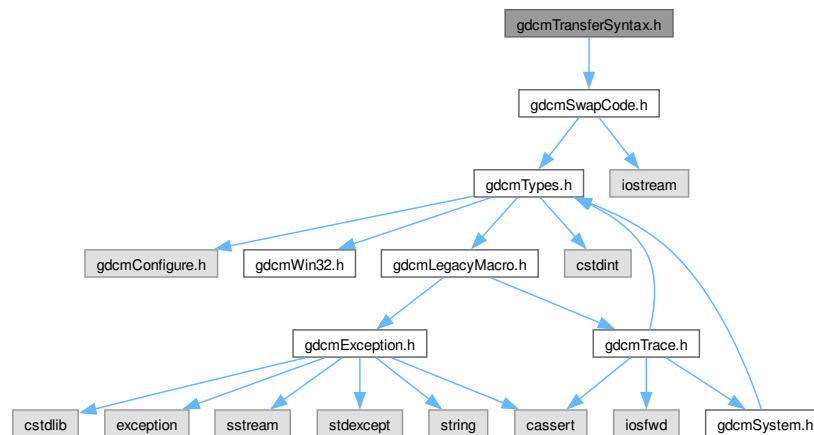 gdcmTransferSyntax.h
gdcmSwapCode.h
gdcmTypes.h
iostream
gdcmConfigure.h
gdcmWin32.h
gdcmLegacyMacro.h
cstdint
gdcmException.h
gdcmTrace.h
cstdlib
exception
sstream
stdexcept
string
cassert
iosfwd
gdcmSystem.h